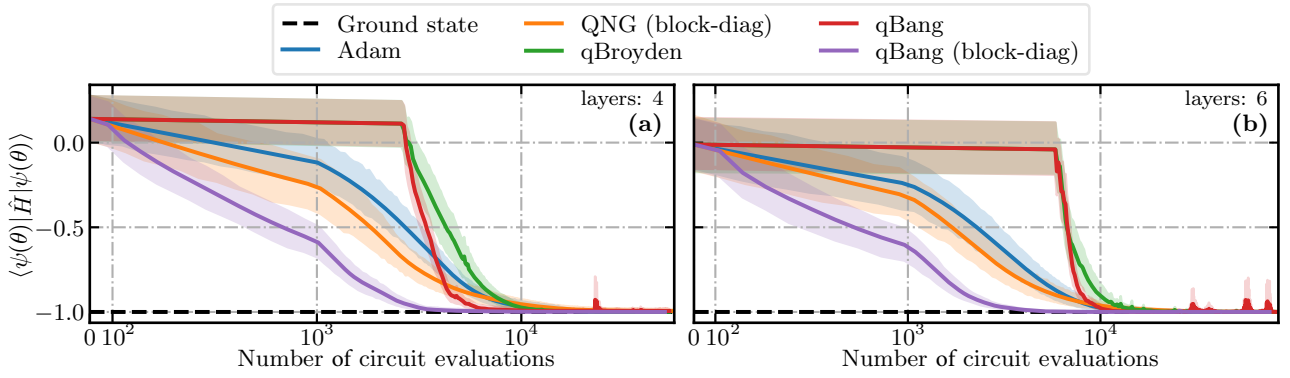 Ground state
Adam
QNG (block-diag)
qBroyden
qBang
qBang (block-diag)
⟨ψ(θ)|Ĥ|ψ(θ)⟩
0.0
−0.5
−1.0
layers: 4
(a)
0 10² 10³ 10⁴
Number of circuit evaluations
layers: 6
(b)
0 10² 10³ 10⁴
Number of circuit evaluations